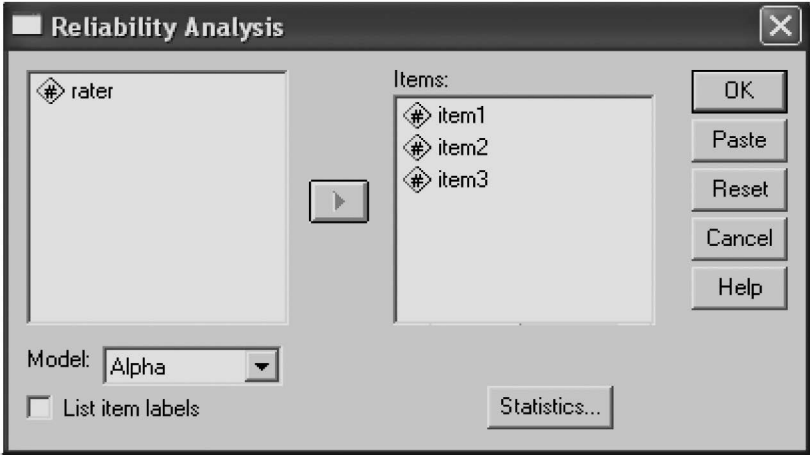 Reliability Analysis
rater
Items:
item1
item2
item3
OK
Paste
Reset
Cancel
Help
Model:
Alpha
List item labels
Statistics...